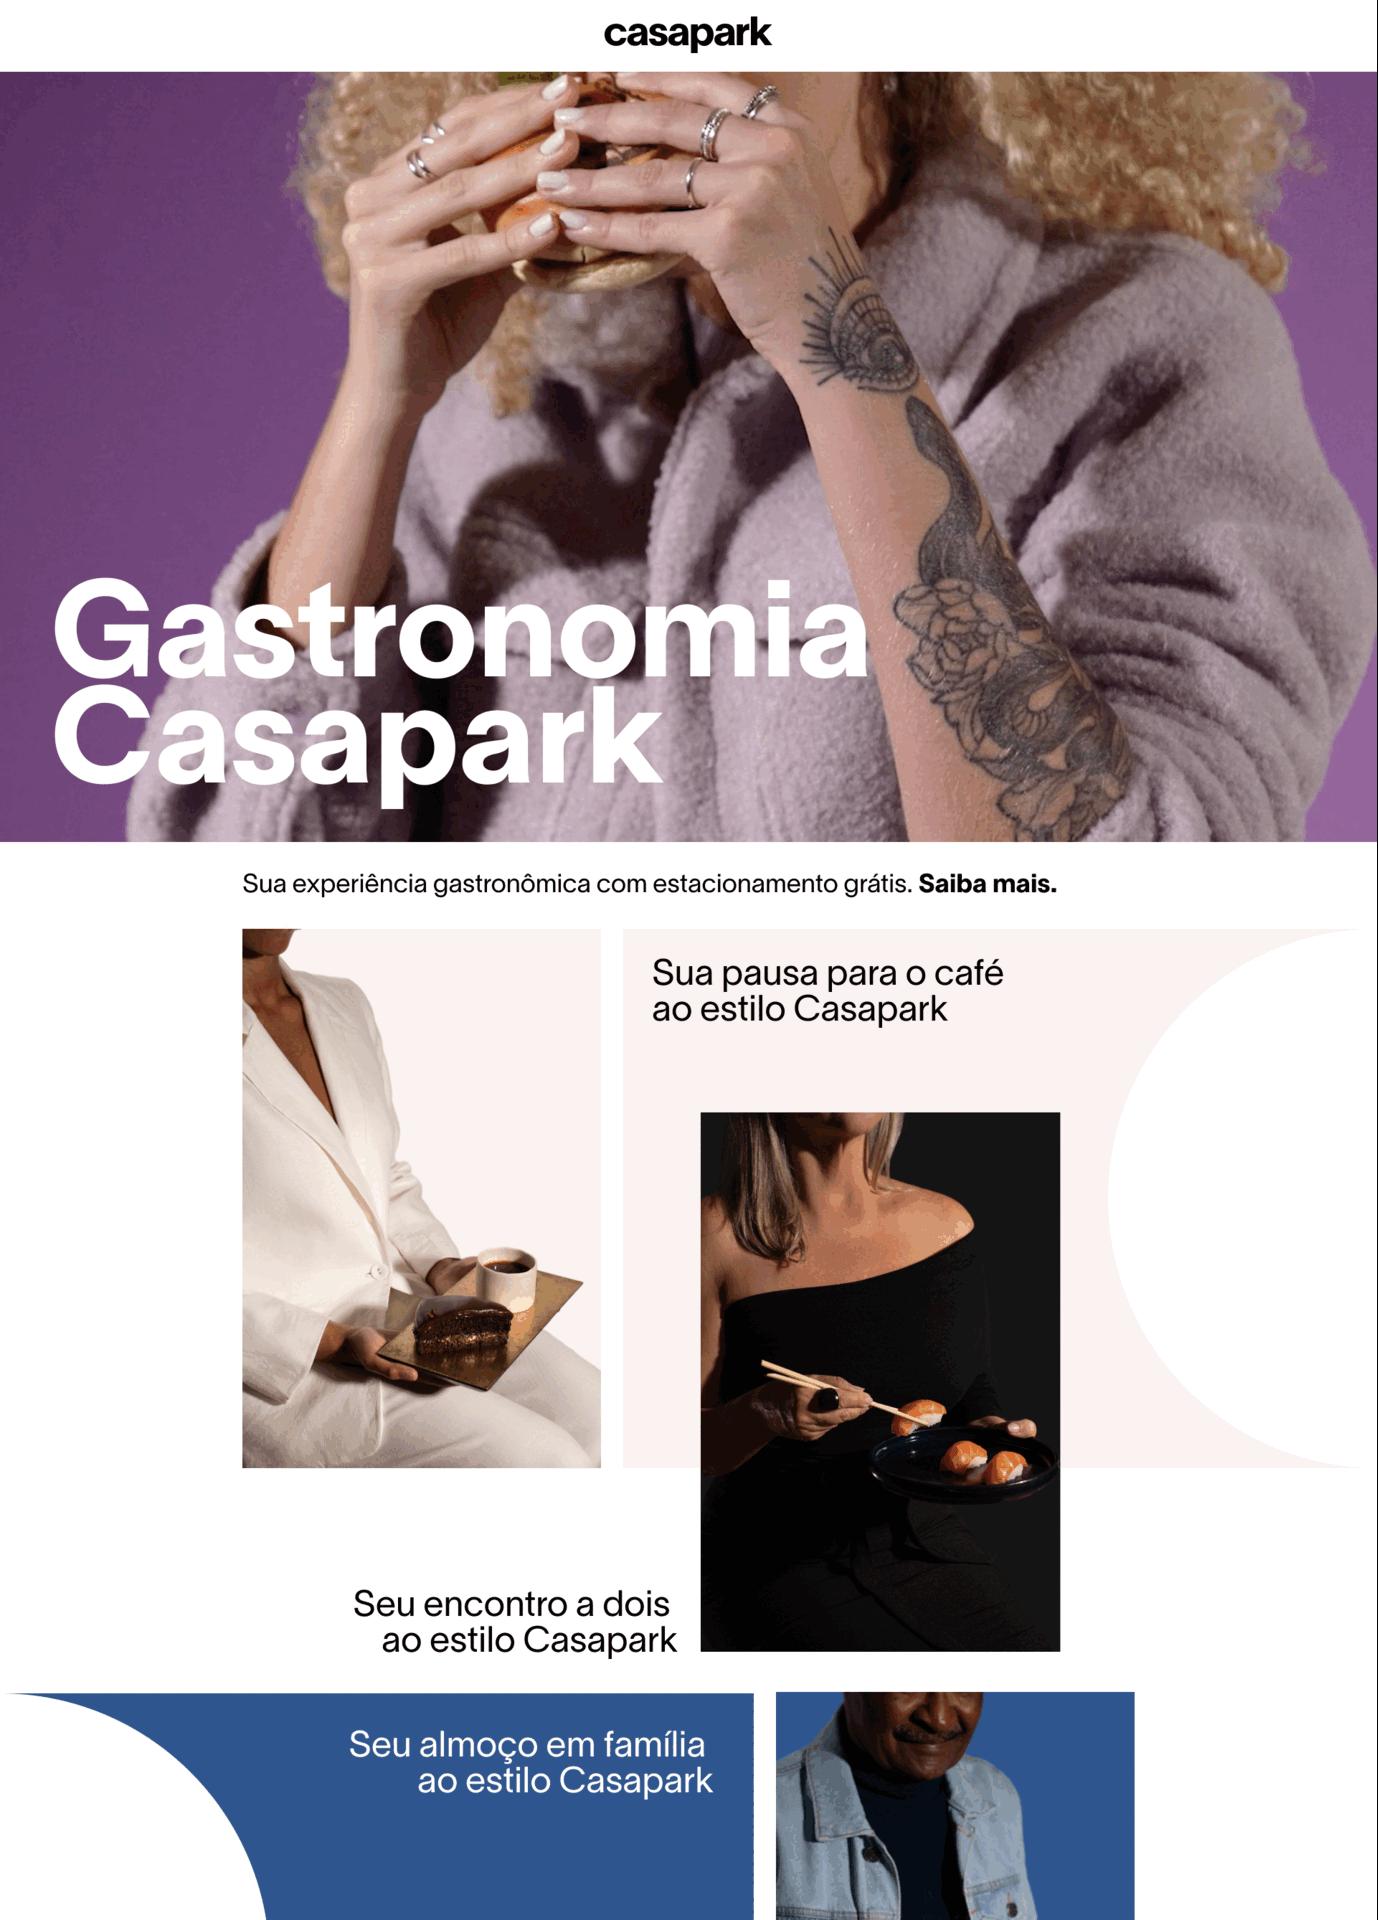 casapark
Gastronomia
Casapark
Sua experiência gastronômica com estacionamento grátis. Saiba mais.
Sua pausa para o café
ao estilo Casapark
Seu encontro a dois
ao estilo Casapark
Seu almoço em família
ao estilo Casapark